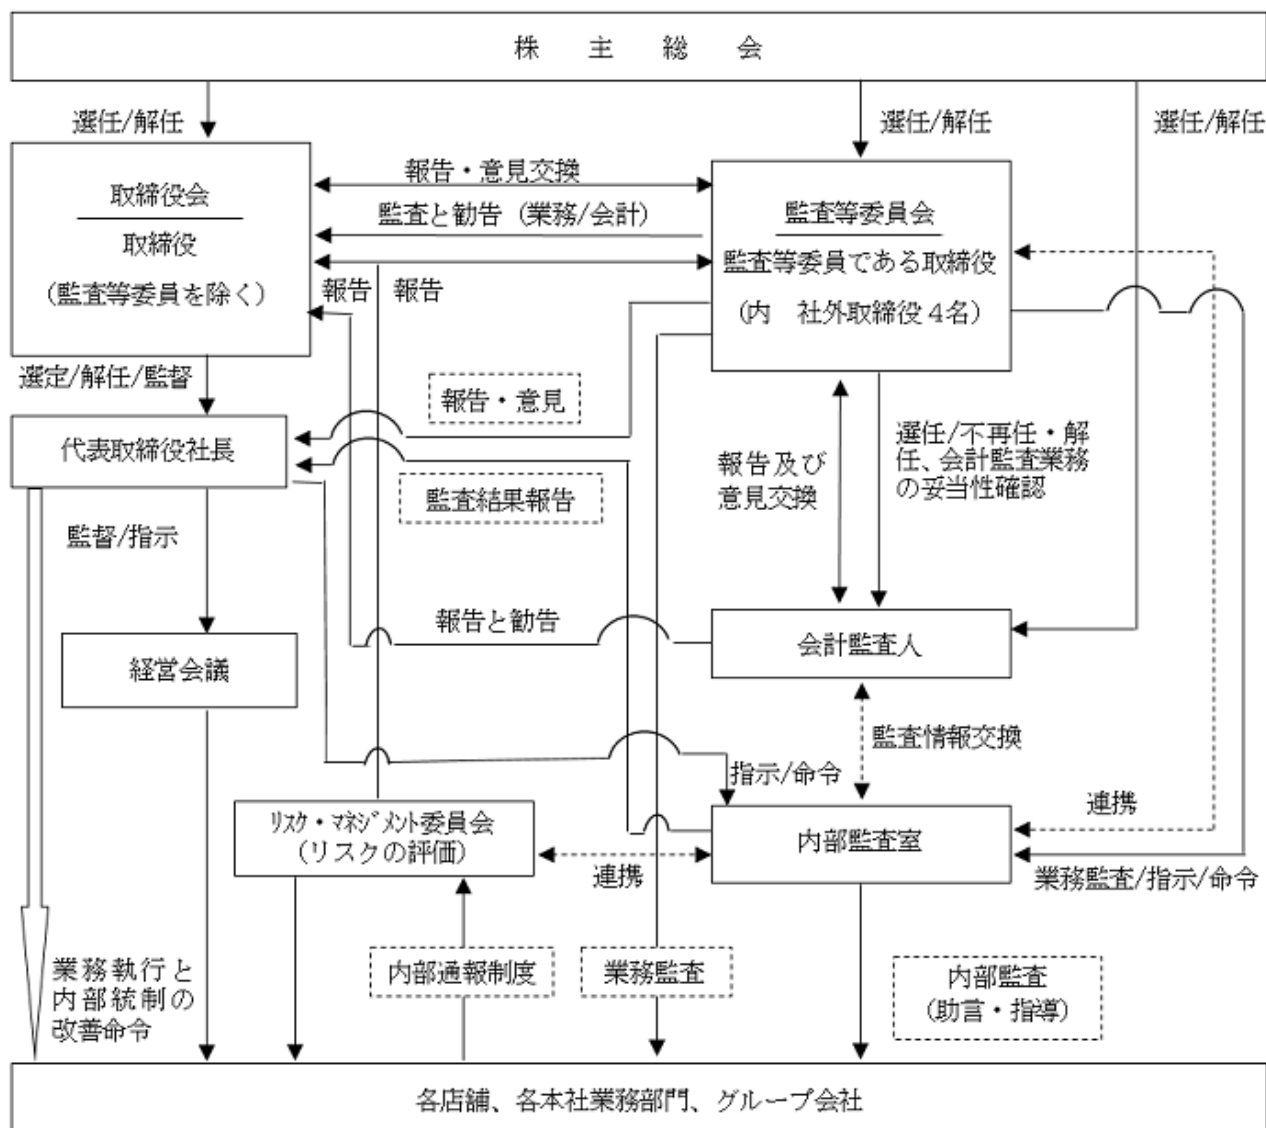 株　主　総　会
選任/解任
選任/解任
選任/解任
取締役会
取締役
(監査等委員を除く)
報告・意見交換
監査と勧告（業務/会計）
報告
報告
監査等委員会
監査等委員である取締役
(内　社外取締役４名)
選定/解任/監督
報告・意見
代表取締役社長
監査結果報告
報告及び
意見交換
選任/不再任・解
任、会計監査業務
の妥当性確認
監督/指示
報告と勧告
会計監査人
経営会議
監査情報交換
指示/命令
連携
ﾘｽｸ・ﾏﾈｼﾞﾒﾝﾄ委員会
(リスクの評価)
連携
内部監査室
業務監査/指示/命令
業務執行と
内部統制の
改善命令
内部通報制度
業務監査
内部監査
(助言・指導)
各店舗、各本社業務部門、グループ会社